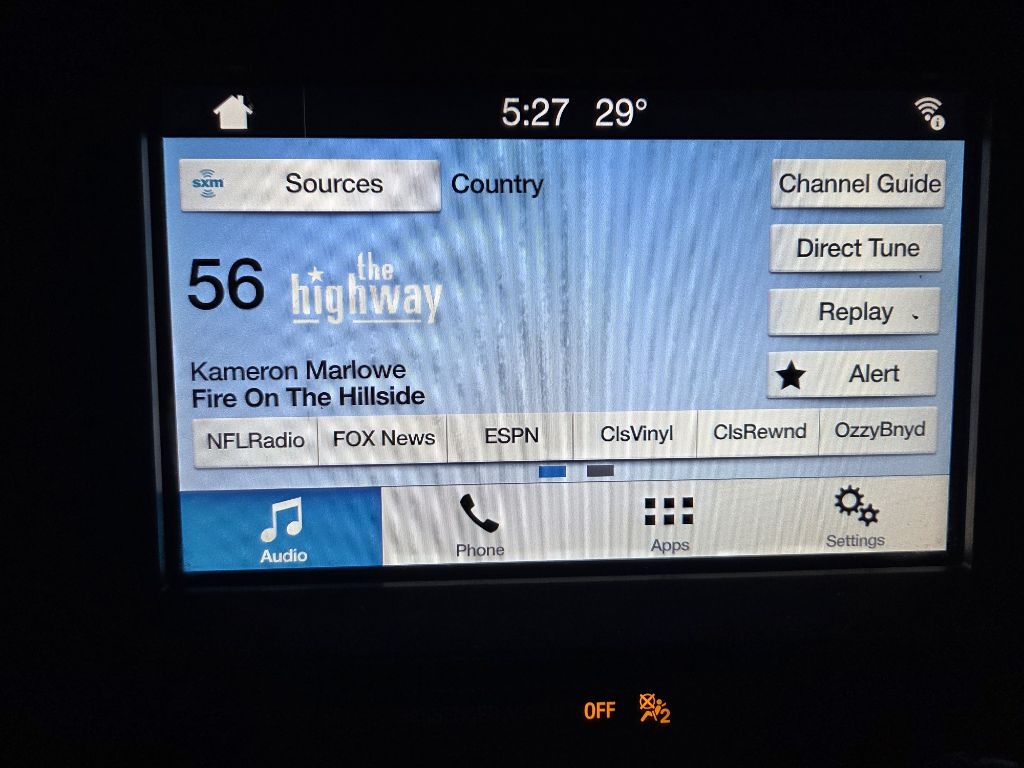 5:27 29°
sxm Sources Country Channel Guide
Direct Tune
56 the highway
Replay
Kameron Marlowe
Alert
Fire On The Hillside
NFLRadio FOX News ESPN ClsVinyl ClsRewnd OzzyBnyd
Audio Phone Apps Settings
OFF 2